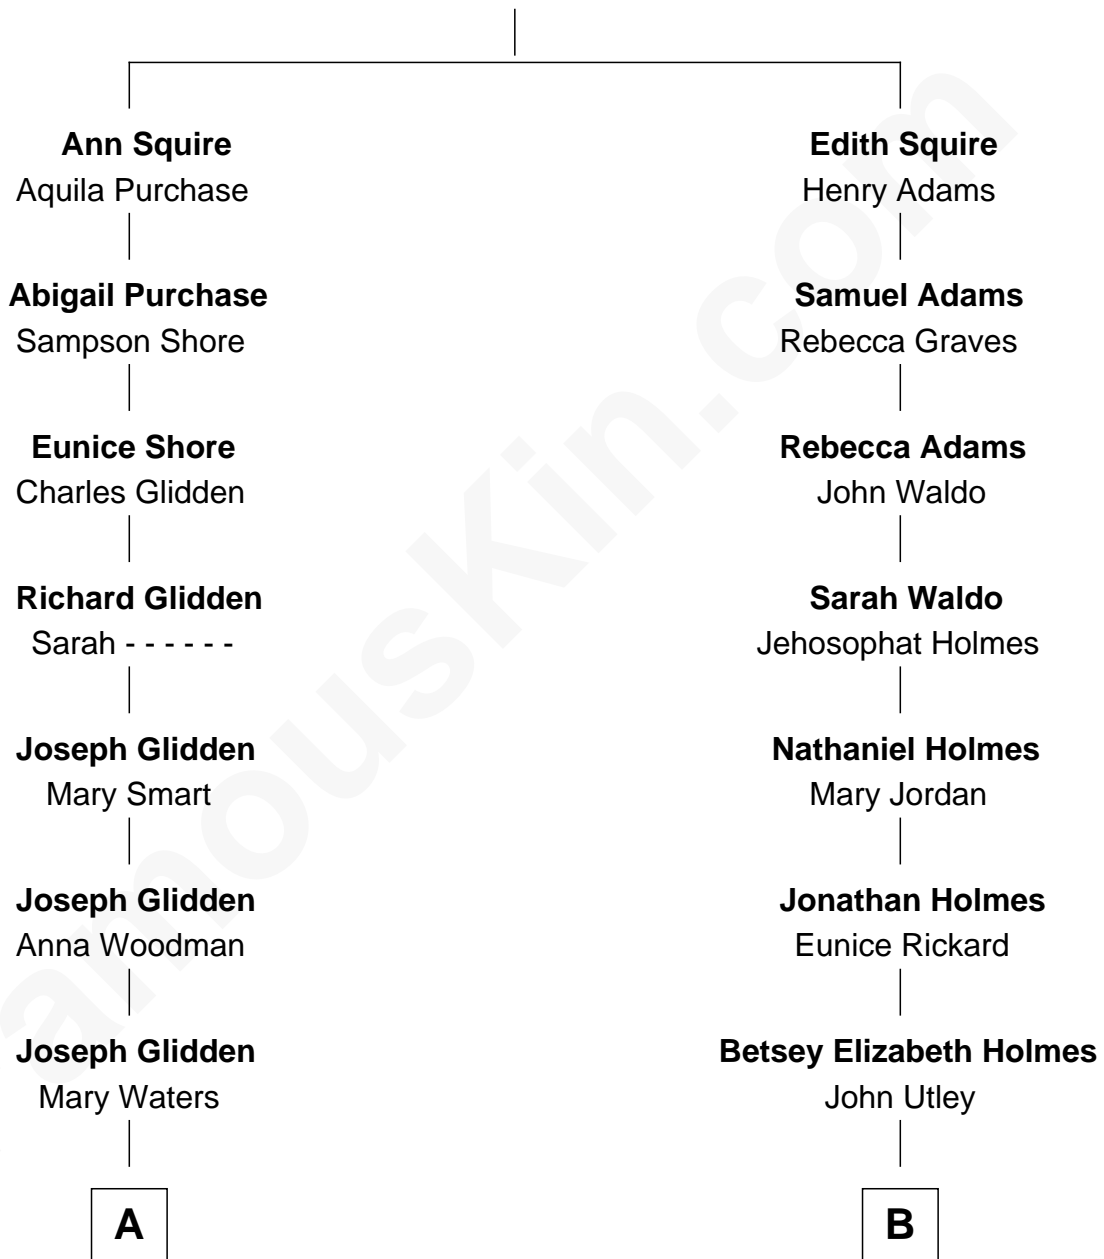 Ann Squire
Aquila Purchase
Abigail Purchase
Sampson Shore
Eunice Shore
Charles Glidden
Richard Glidden
Sarah - - - - - -
Joseph Glidden
Mary Smart
Joseph Glidden
Anna Woodman
Joseph Glidden
Mary Waters
A
Edith Squire
Henry Adams
Samuel Adams
Rebecca Graves
Rebecca Adams
John Waldo
Sarah Waldo
Jehosophat Holmes
Nathaniel Holmes
Mary Jordan
Jonathan Holmes
Eunice Rickard
Betsey Elizabeth Holmes
John Utley
B
amouskin.com